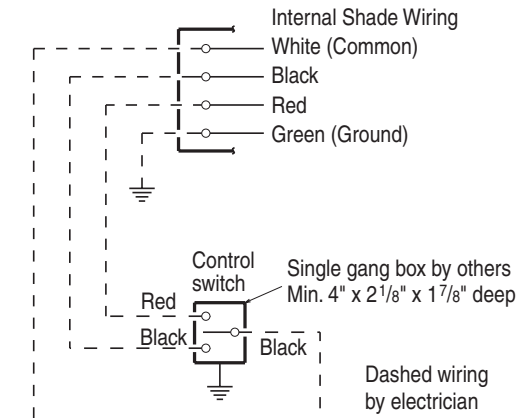 Internal Shade Wiring
White (Common)
Black
Red
Green (Ground)
Control
switch
Single gang box by others
Min. 4" x 2 1/8" x 1 7/8" deep
Red
Black
Black
Dashed wiring
by electrician